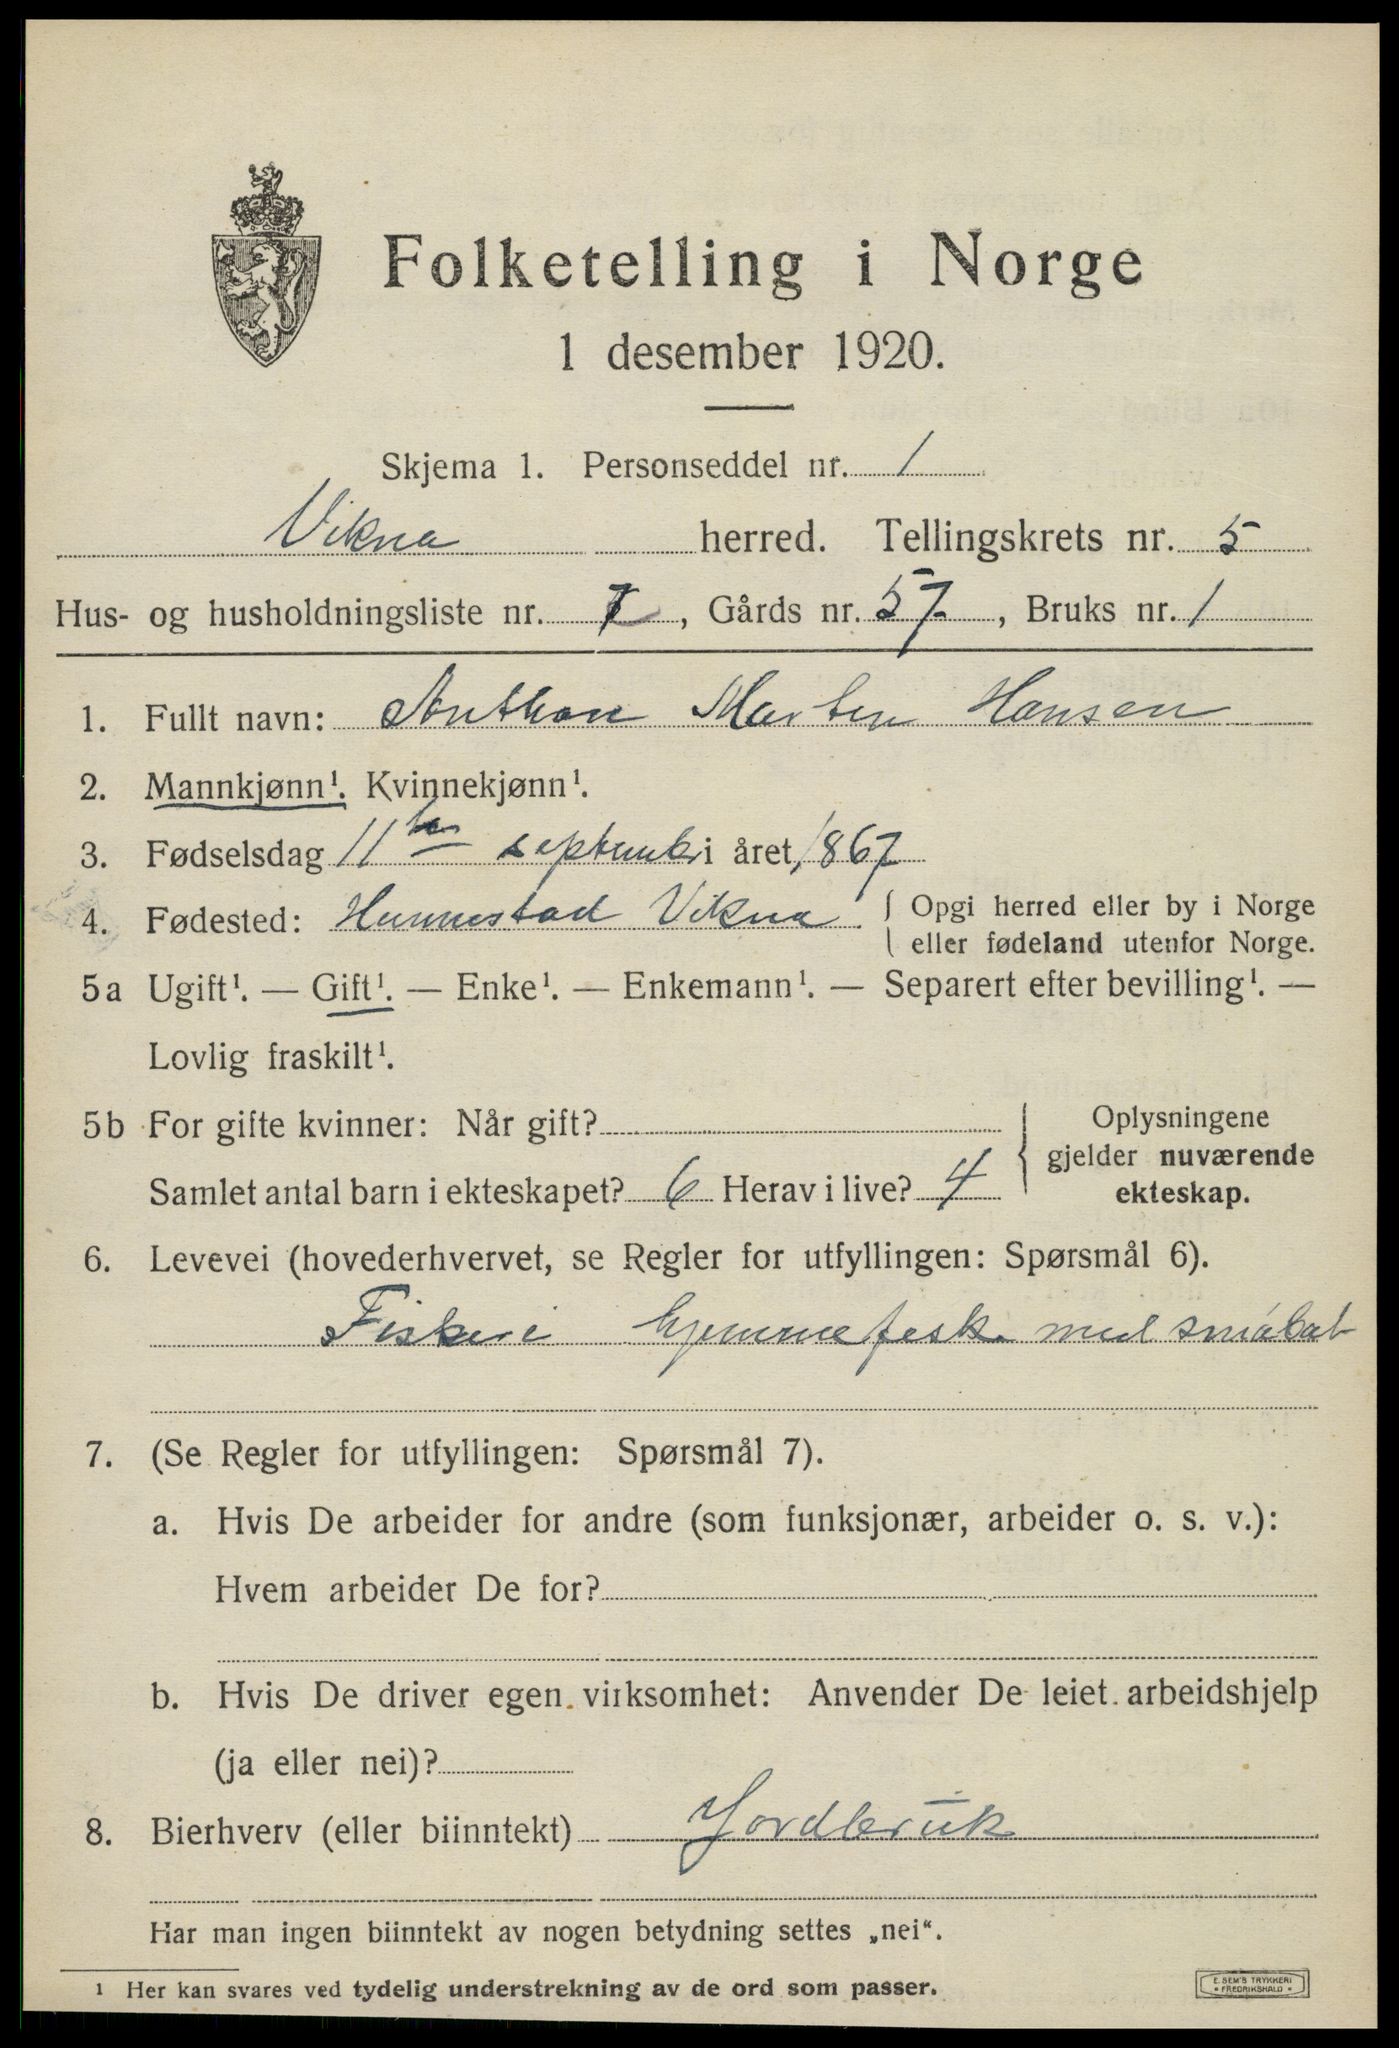 Folketelling i Norge
1 desember 1920.
Skjema 1. Personseddel nr. 1
Vikna herred. Tellingskrets nr. 5
Hus- og husholdningsliste nr. 7, Gårds nr. 57, Bruks nr. 1
1. Fullt navn: Anthon Marten Hansen
2. Mannkjønn¹. Kvinnekjønn¹.
3. Fødselsdag 11te september i året 1867
4. Fødested: Hunnestad Vikna { Opgi herred eller by i Norge
eller fødeland utenfor Norge.
5a Ugift¹. — Gift¹. — Enke¹. — Enkemann¹. — Separert efter bevilling¹. —
Lovlig fraskilt¹.
5b For gifte kvinner: Når gift?
Samlet antal barn i ekteskapet? 6 Herav i live? 4
{ Oplysningene
gjelder nuværende
ekteskap.
6. Levevei (hovederhvervet, se Regler for utfyllingen: Spørsmål 6).
Fiskeri hjemmefisk med småbat
7. (Se Regler for utfyllingen: Spørsmål 7).
a. Hvis De arbeider for andre (som funksjonær, arbeider o. s. v.):
Hvem arbeider De for?
b. Hvis De driver egen virksomhet: Anvender De leiet arbeidshjelp
(ja eller nei)?
8. Bierhverv (eller biinntekt) Jordbruk
Har man ingen biinntekt av nogen betydning settes „nei“.
¹ Her kan svares ved tydelig understrekning av de ord som passer.
E. SEM'S TRYKKERI
• FREDRIKSHALD •